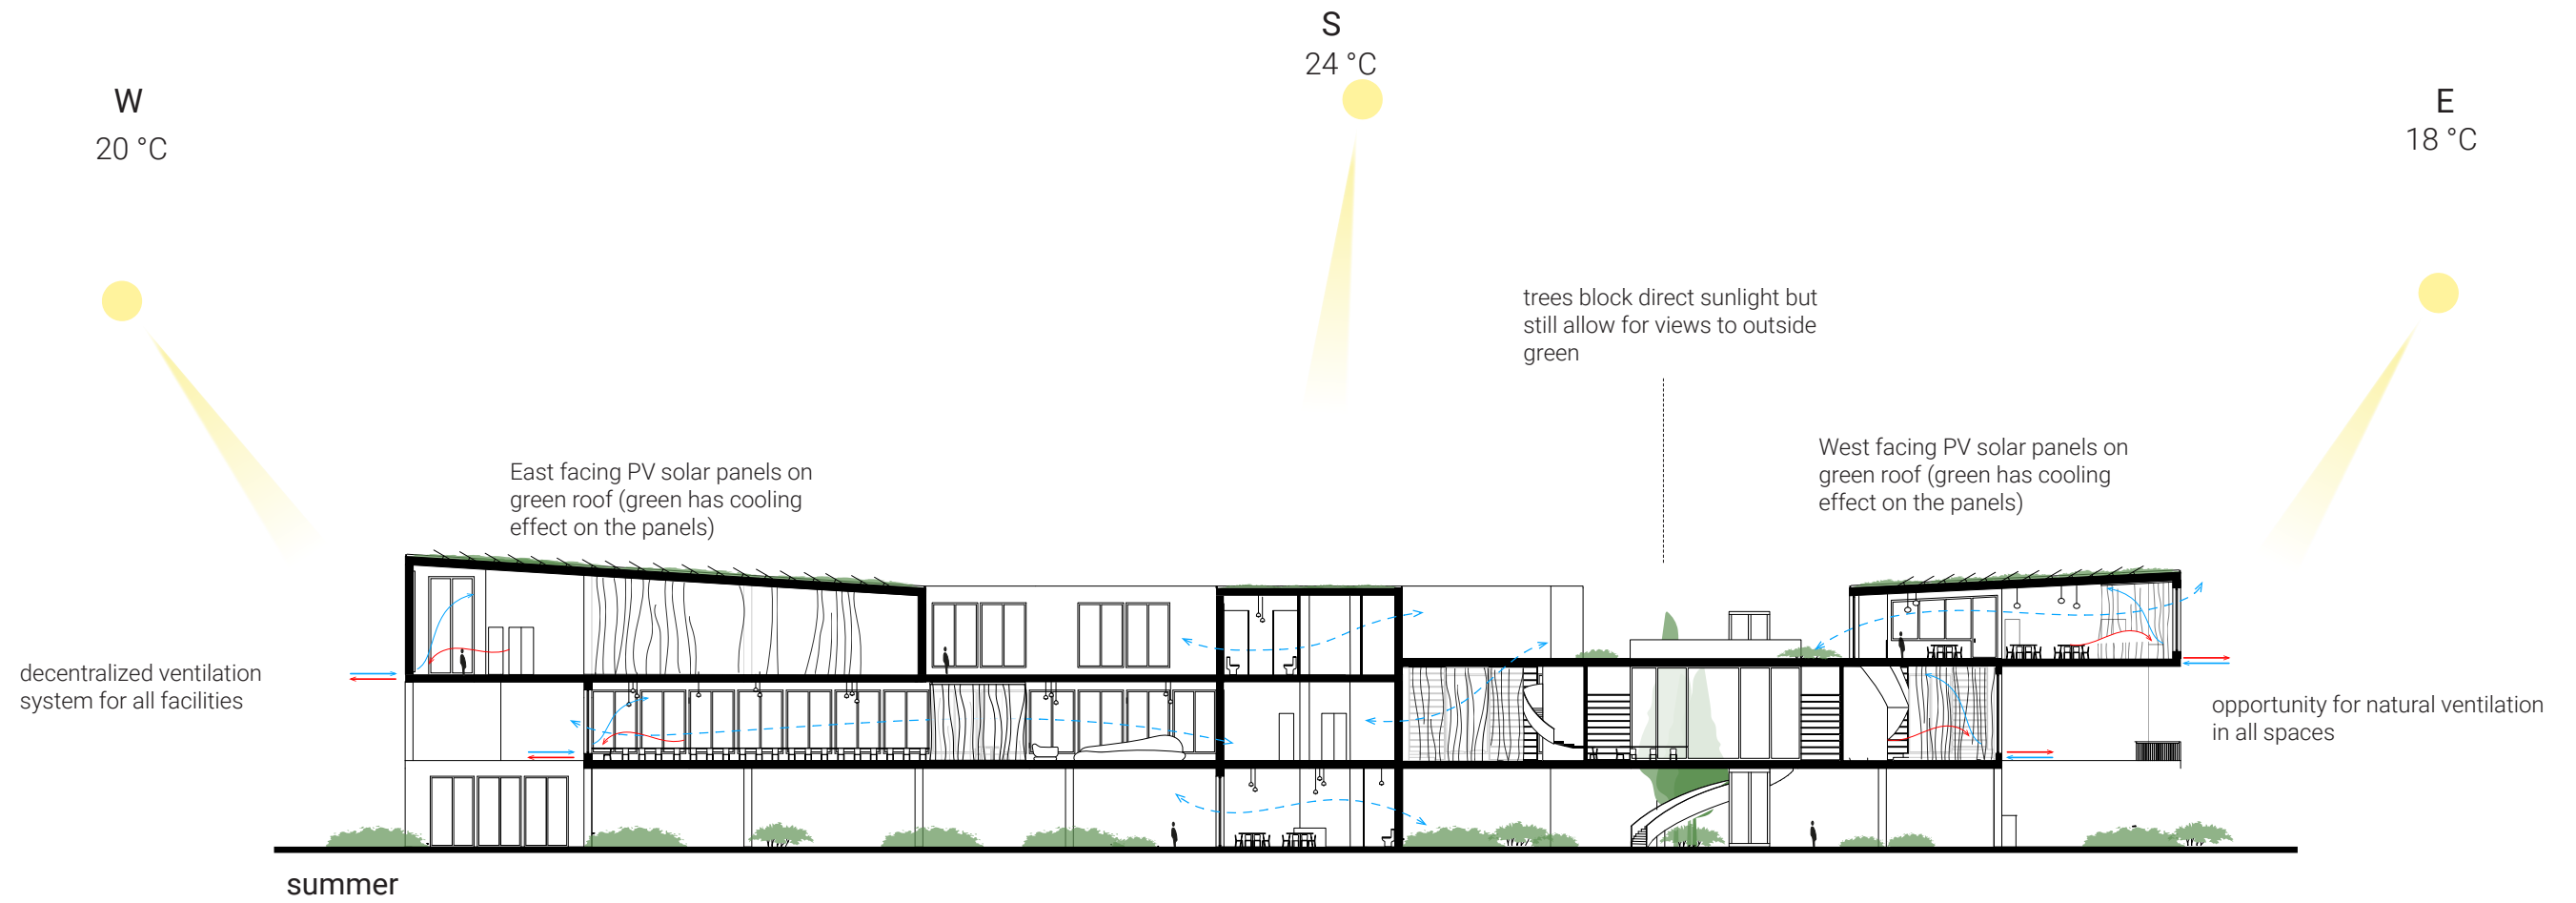 S
24 °C
W
20 °C
E
18 °C
trees block direct sunlight but
still allow for views to outside
green
East facing PV solar panels on
green roof (green has cooling
effect on the panels)
West facing PV solar panels on
green roof (green has cooling
effect on the panels)
decentralized ventilation
system for all facilities
opportunity for natural ventilation
in all spaces
summer